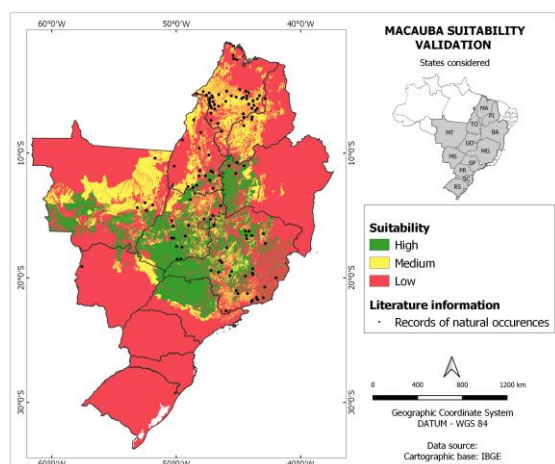 60°0'W 50°0'W 40°0'W
MACAUBA SUITABILITY
VALIDATION
States considered
MA
PI
TO
MT
BA
GO
MG
MS
SP
PR
SC
RS
10°0'S 10°0'S
Suitability
High
Medium
Low
20°0'S 20°0'S
Literature information
Records of natural occurences
0 400 800 1200 km
Geographic Coordinate System
DATUM - WGS 84
30°0'S 30°0'S
Data source:
Cartographic base: IBGE
60°0'W 50°0'W 40°0'W